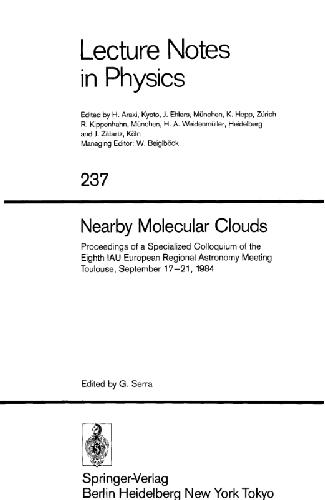 Lecture Notes
in Physics
Edited by H. Araki, Kyoto, J. Ehlers, München, K. Hepp, Zürich
R. Kippenhahn, München, H. A. Weidenmüller, Heidelberg
and J. Zittartz, Köln
Managing Editor: W. Beiglböck
237
Nearby Molecular Clouds
Proceedings of a Specialized Colloquium of the
Eighth IAU European Regional Astronomy Meeting
Toulouse, September 17–21, 1984
Edited by G. Serra
Springer-Verlag
Berlin Heidelberg New York Tokyo